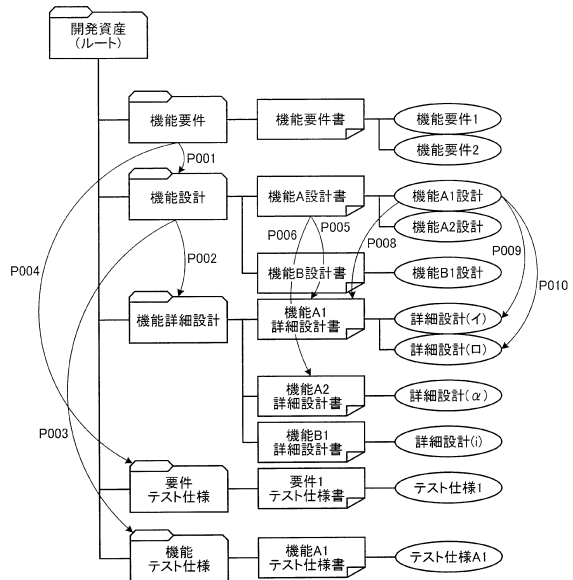 開発資産
(ルート)
機能要件
機能要件書
機能要件1
機能要件2
P001
機能設計
機能A設計書
機能A1設計
機能A2設計
P005
P006
P008
P009
P002
P004
P010
機能B設計書
機能B1設計
機能詳細設計
機能A1
詳細設計書
詳細設計(イ)
詳細設計(ロ)
機能A2
詳細設計書
詳細設計(α)
P003
機能B1
詳細設計書
詳細設計(i)
要件
テスト仕様
要件1
テスト仕様書
テスト仕様1
機能
テスト仕様
機能A1
テスト仕様書
テスト仕様A1